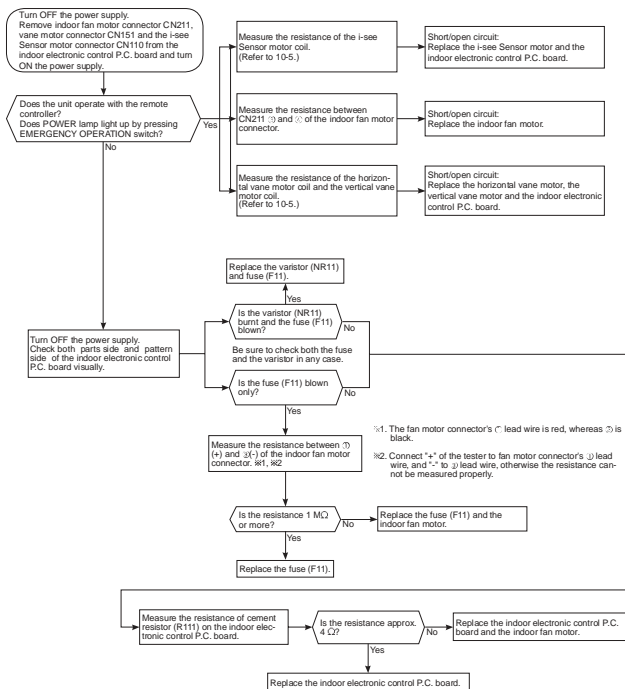 Turn OFF the power supply.
Remove indoor fan motor connector CN211,
vane motor connector CN151 and the i-see
Sensor motor connector CN110 from the
indoor electronic control P.C. board and turn
ON the power supply.
Does the unit operate with the remote
controller?
Does POWER lamp light up by pressing
EMERGENCY OPERATION switch?
Yes
No
Measure the resistance of the i-see
Sensor motor coil.
(Refer to 10-5.)
Short/open circuit:
Replace the i-see Sensor motor and the
indoor electronic control P.C. board.
Measure the resistance between
CN211 and of the indoor fan motor
connector.
Short/open circuit:
Replace the indoor fan motor.
Measure the resistance of the horizon-
tal vane motor coil and the vertical vane
motor coil.
(Refer to 10-5.)
Short/open circuit:
Replace the horizontal vane motor, the
vertical vane motor and the indoor electronic
control P.C. board.
Replace the varistor (NR11)
and fuse (F11).
Yes
Is the varistor (NR11)
burnt and the fuse (F11)
blown?
No
Turn OFF the power supply.
Check both parts side and pattern
side of the indoor electronic control
P.C. board visually.
Be sure to check both the fuse
and the varistor in any case.
Is the fuse (F11) blown
only?
No
Yes
Measure the resistance between ①
(+) and ③(-) of the indoor fan motor
connector. ※1, ※2
※1. The fan motor connector's lead wire is red, whereas is
black.
※2. Connect "+" of the tester to fan motor connector's ① lead
wire, and "-" to ③ lead wire, otherwise the resistance can-
not be measured properly.
Is the resistance 1 MΩ
or more?
No
Replace the fuse (F11) and the
indoor fan motor.
Yes
Replace the fuse (F11).
Measure the resistance of cement
resistor (R111) on the indoor elec-
tronic control P.C. board.
Is the resistance approx.
4 Ω?
No
Replace the indoor electronic control P.C.
board and the indoor fan motor.
Yes
Replace the indoor electronic control P.C. board.